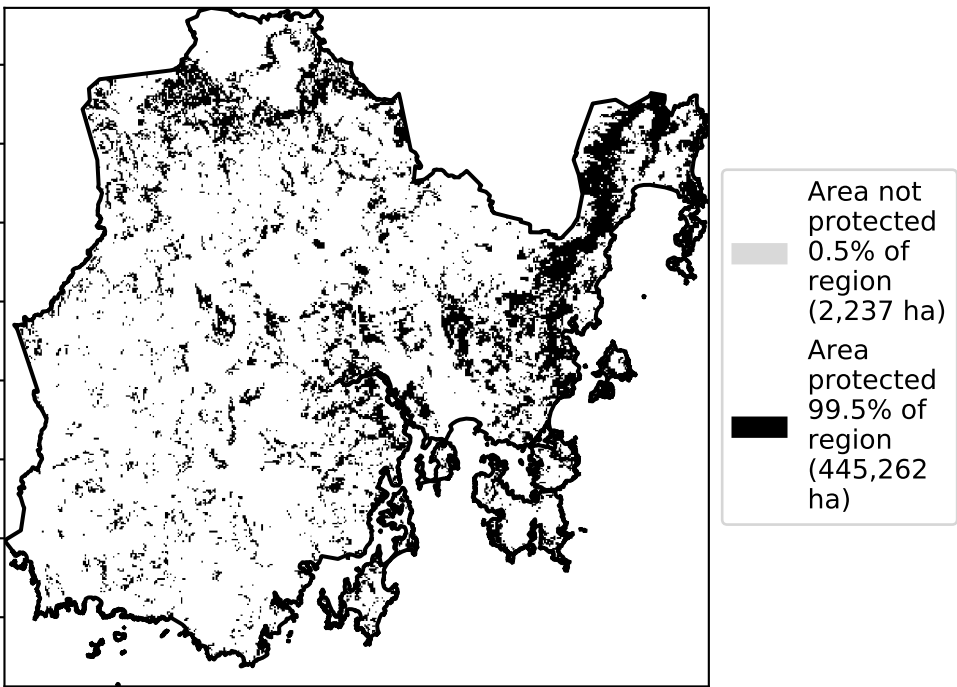 Area not
protected
0.5% of
region
(2,237 ha)
Area
protected
99.5% of
region
(445,262
ha)